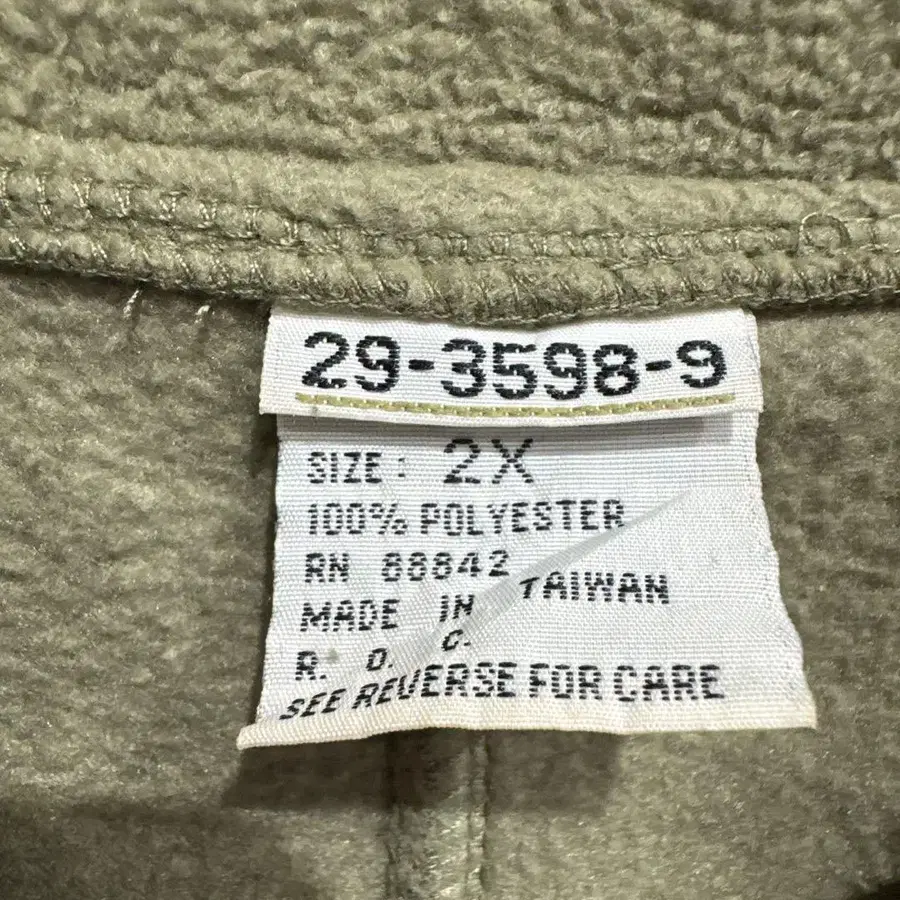 29-3598-9
SIZE: 2X
100% POLYESTER
RN 88842
MADE IN TAIWAN
R. O. C.
SEE REVERSE FOR CARE